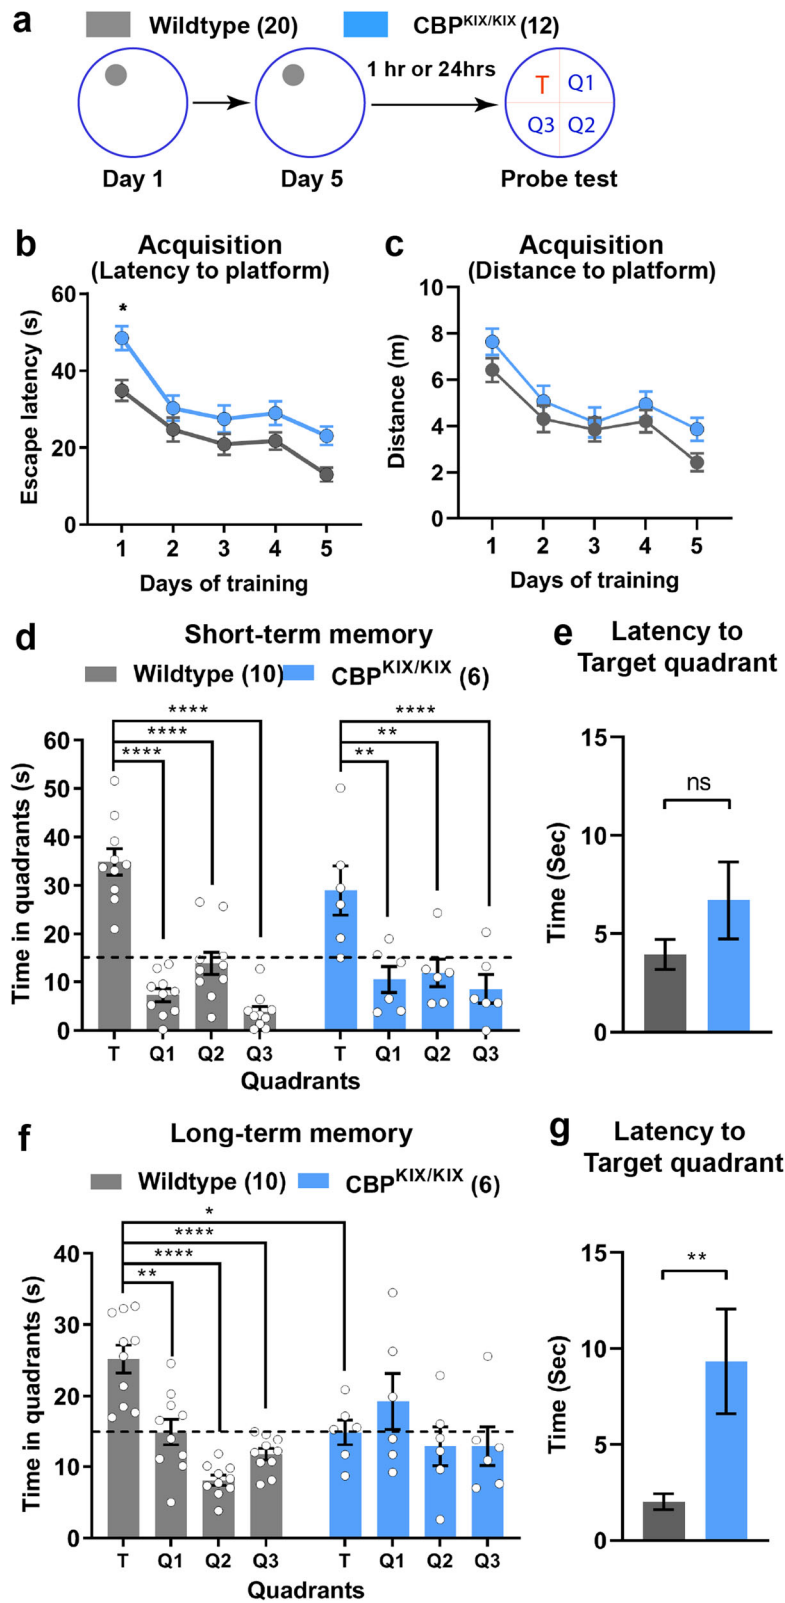 a
Wildtype (20) CBPKIX/KIX (12)
1 hr or 24hrs
T Q1
Q3 Q2
Day 1 Day 5 Probe test
b Acquisition
(Latency to platform)
Escape latency (s)
60
40
20
0
*
1 2 3 4 5
Days of training
c Acquisition
(Distance to platform)
Distance (m)
10
8
6
4
2
0
1 2 3 4 5
Days of training
d Short-term memory
Wildtype (10) CBPKIX/KIX (6)
Time in quadrants (s)
60
50
40
30
20
10
0
**** ****
**** **
**** **
T Q1 Q2 Q3 T Q1 Q2 Q3
Quadrants
e Latency to
Target quadrant
Time (Sec)
15
10
5
0
ns
f Long-term memory
Wildtype (10) CBPKIX/KIX (6)
Time in quadrants (s)
40
30
20
10
0
*
****
****
**
T Q1 Q2 Q3 T Q1 Q2 Q3
Quadrants
g Latency to
Target quadrant
Time (Sec)
15
10
5
0
**